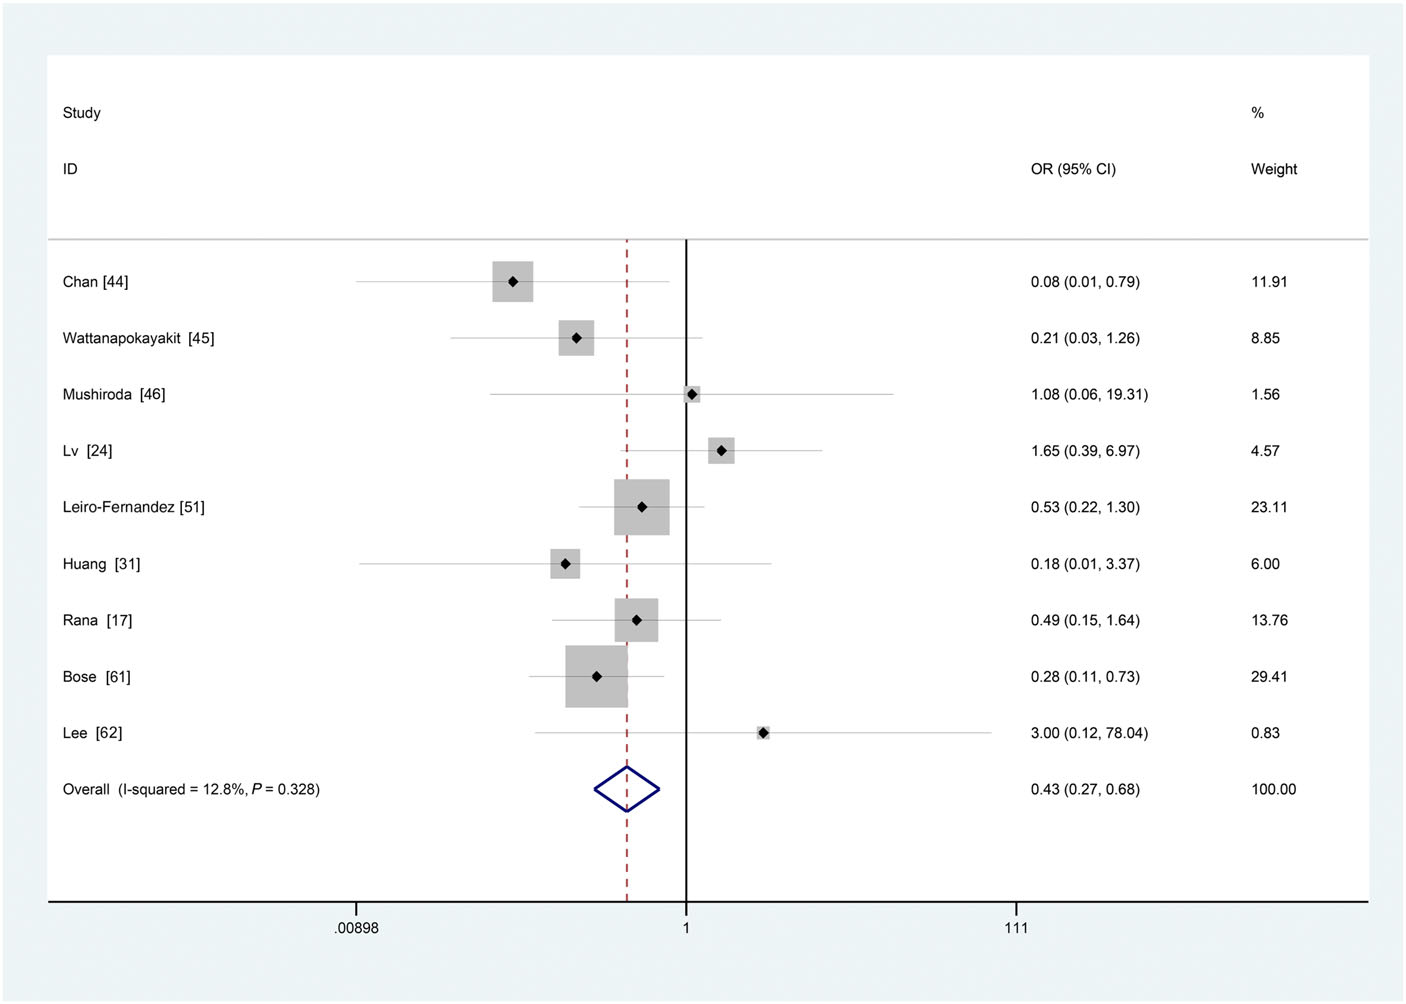 Study %
ID OR (95% CI) Weight
Chan [44] 0.08 (0.01, 0.79) 11.91
Wattanapokayakit [45] 0.21 (0.03, 1.26) 8.85
Mushiroda [46] 1.08 (0.06, 19.31) 1.56
Lv [24] 1.65 (0.39, 6.97) 4.57
Leiro-Fernandez [51] 0.53 (0.22, 1.30) 23.11
Huang [31] 0.18 (0.01, 3.37) 6.00
Rana [17] 0.49 (0.15, 1.64) 13.76
Bose [61] 0.28 (0.11, 0.73) 29.41
Lee [62] 3.00 (0.12, 78.04) 0.83
Overall (I-squared = 12.8%, P = 0.328) 0.43 (0.27, 0.68) 100.00
.00898 1 111